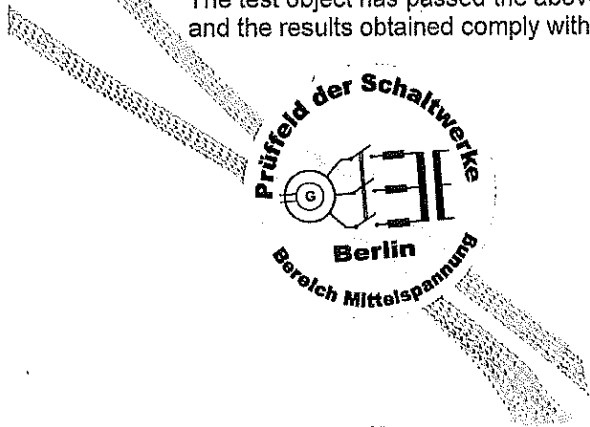 The test object has passed the above
and the results obtained comply with
Prüffeld der Schaltwerke
G
Berlin
Bereich Mittelspannung